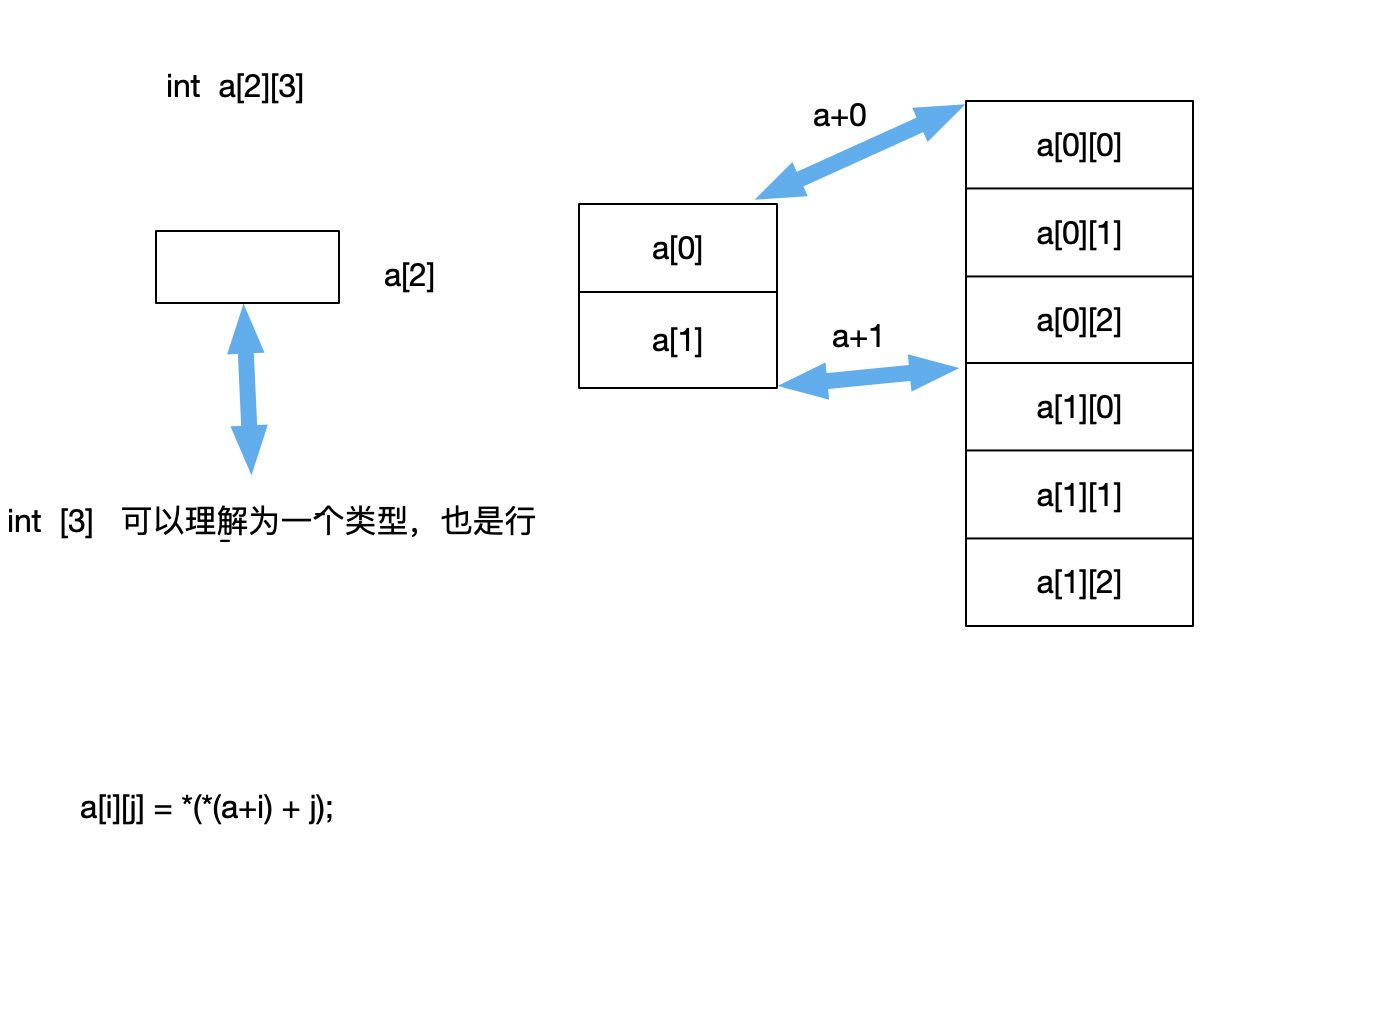 int a[2][3]
a[2]
int [3] 可以理解为一个类型，也是行
a[i][j] = *(*(a+i) + j);
a[0]
a[1]
a+0
a+1
a[0][0]
a[0][1]
a[0][2]
a[1][0]
a[1][1]
a[1][2]